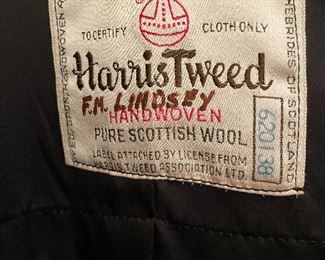 TO CERTIFY CLOTH ONLY
Harris Tweed
F.M. LINDSEY
HANDWOVEN
PURE SCOTTISH WOOL
LABEL ATTACHED BY LICENSE FROM
HARRIS TWEED ASSOCIATION LTD.
HANDWOVEN
HEBRIDES OF SCOTLAND
620138